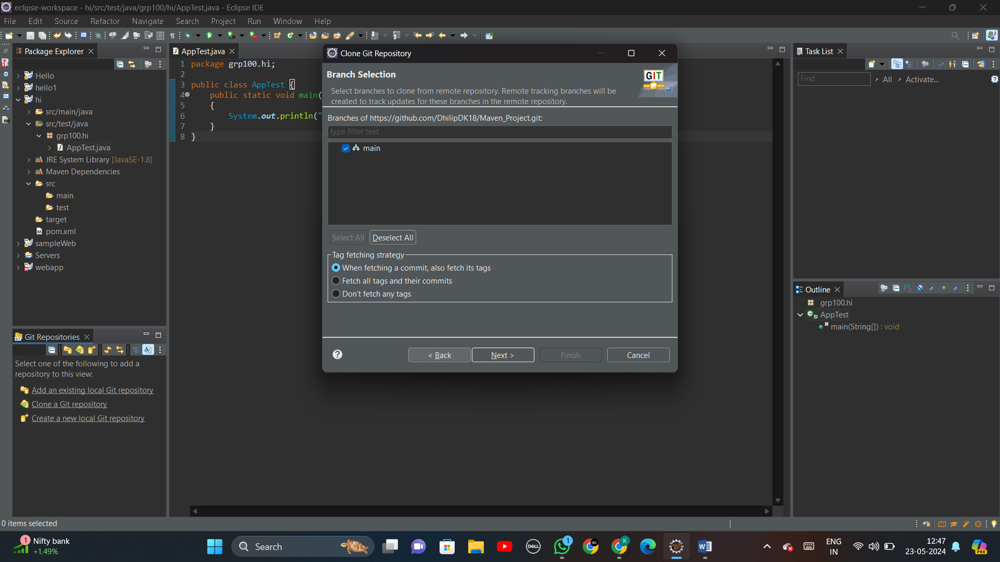 eclipse-workspace - hi/src/test/java/grp100/hi/AppTest.java - Eclipse IDE
File Edit Source Refactor Navigate Search Project Run Window Help
Package Explorer
Hello
hello1
hi
src/main/java
src/test/java
grp100.hi
AppTest.java
JRE System Library [JavaSE-1.8]
Maven Dependencies
src
main
test
target
pom.xml
sampleWeb
Servers
webapp
Git Repositories
Select one of the following to add a
repository to this view:
Add an existing local Git repository
Clone a Git repository
Create a new local Git repository
AppTest.java
1 package grp100.hi;
2
3 public class AppTest {
4 public static void main(
5 {
6 System.out.println("
7 }
8 }
Clone Git Repository
Branch Selection
GIT
Select branches to clone from remote repository. Remote tracking branches will be
created to track updates for these branches in the remote repository.
Branches of https://github.com/DhilipDK18/Maven_Project.git:
type filter text
main
Select All Deselect All
Tag fetching strategy
When fetching a commit, also fetch its tags
Fetch all tags and their commits
Don't fetch any tags
< Back Next > Finish Cancel
Task List
Find All Activate...
Outline
grp100.hi
AppTest
main(String[]) : void
0 items selected
1
Nifty bank
+1.49%
Search
DELL
1
K
ENG
IN
12:47
23-05-2024
PRE